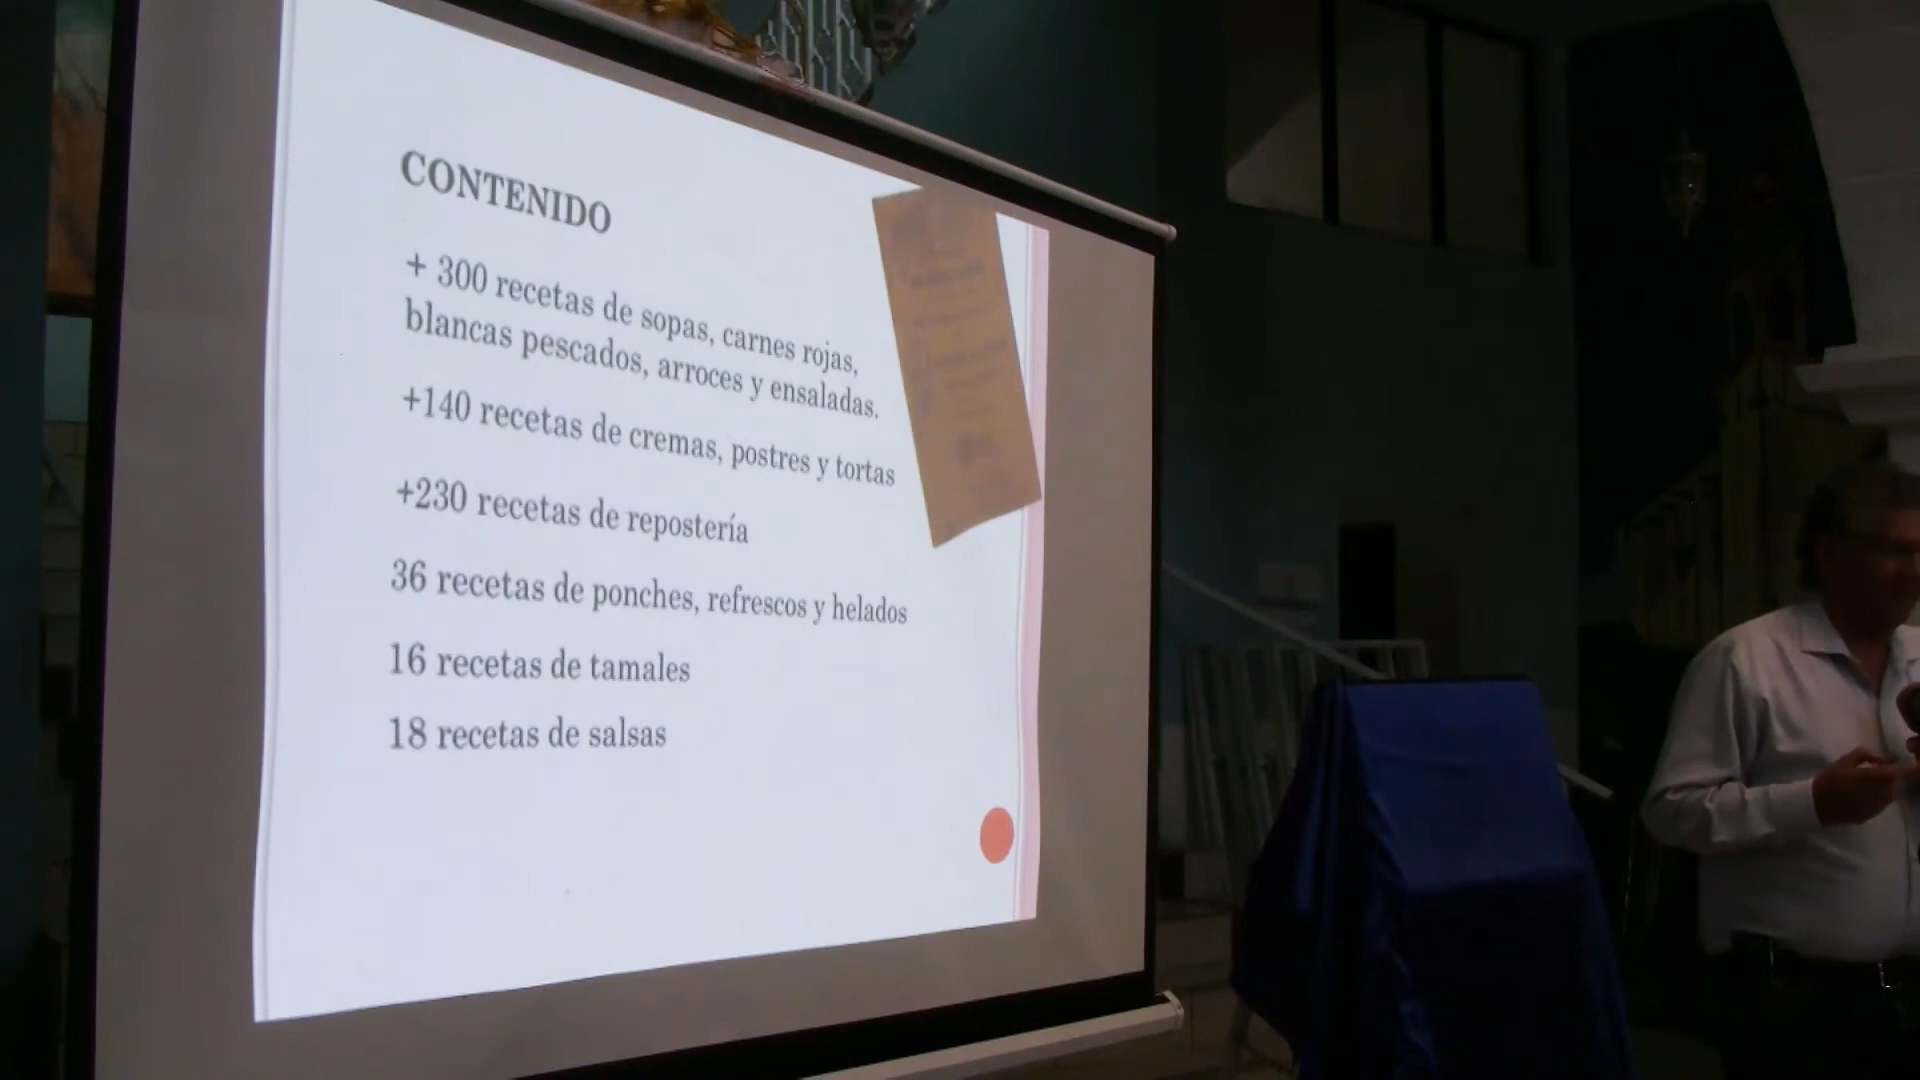 CONTENIDO
+ 300 recetas de sopas, carnes rojas,
blancas pescados, arroces y ensaladas.
+140 recetas de cremas, postres y tortas
+230 recetas de repostería
36 recetas de ponches, refrescos y helados
16 recetas de tamales
18 recetas de salsas